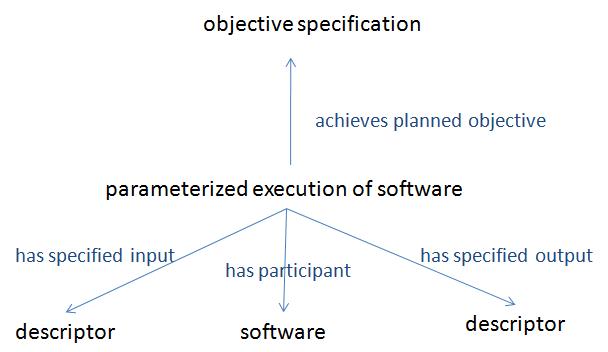 objective specification
achieves planned objective
parameterized execution of software
has specified input
has participant
has specified output
descriptor
software
descriptor